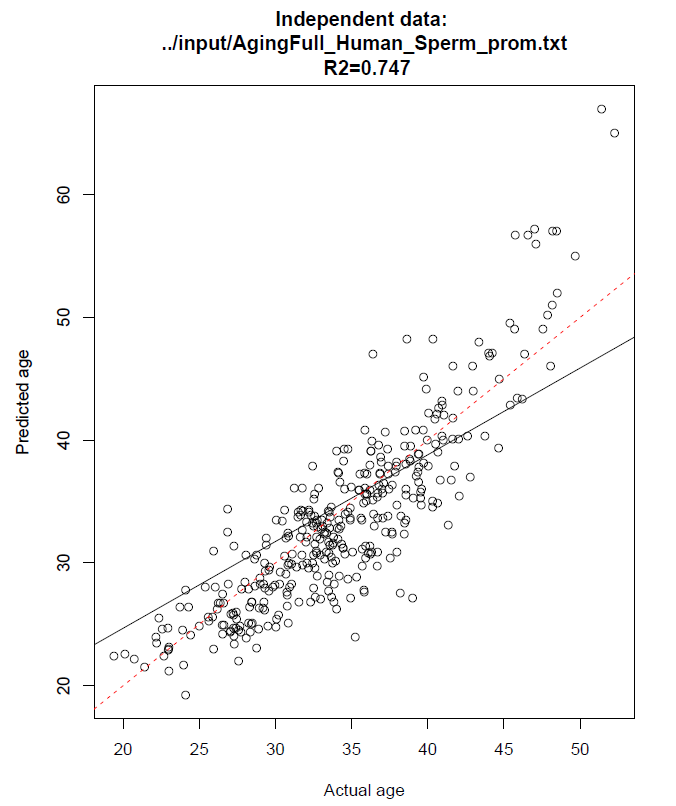 Independent data:
../input/AgingFull_Human_Sperm_prom.txt
R2=0.747
Predicted age
60
50
40
30
20
20 25 30 35 40 45 50
Actual age